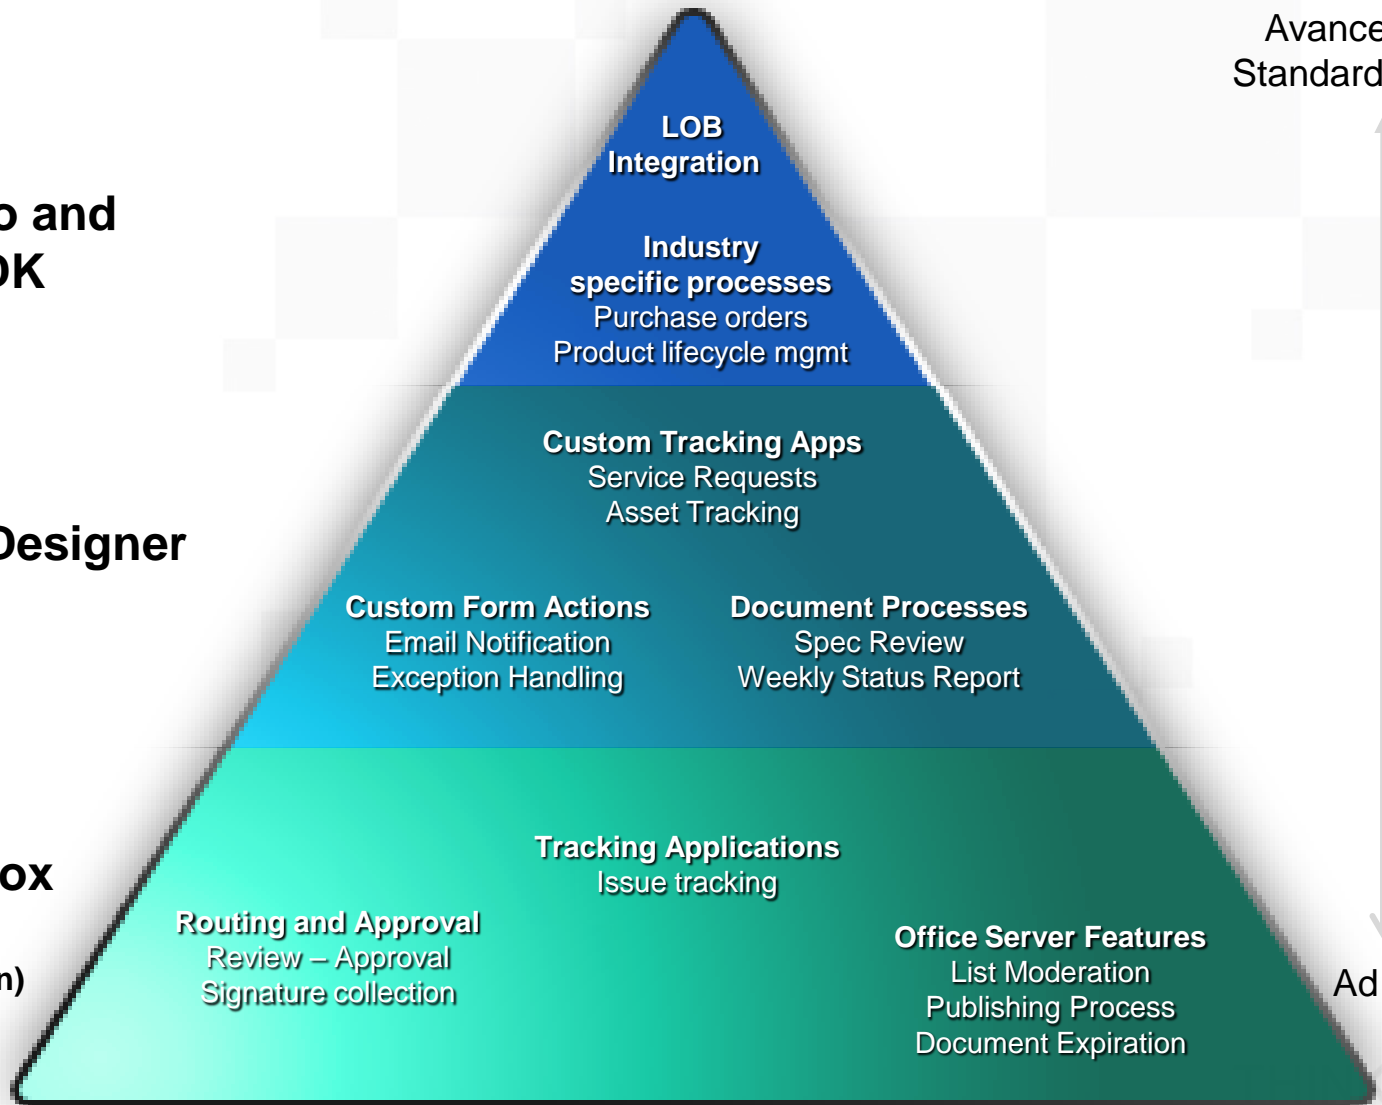 Avance
Standard
LOB
Integration
o and
OK
Industry
specific processes
Purchase orders
Product lifecycle mgmt
Custom Tracking Apps
Service Requests
Asset Tracking
Designer
Custom Form Actions
Email Notification
Exception Handling
Document Processes
Spec Review
Weekly Status Report
Tracking Applications
Issue tracking
ox
Routing and Approval
Review – Approval
Signature collection
n)
Office Server Features
List Moderation
Publishing Process
Document Expiration
Ad